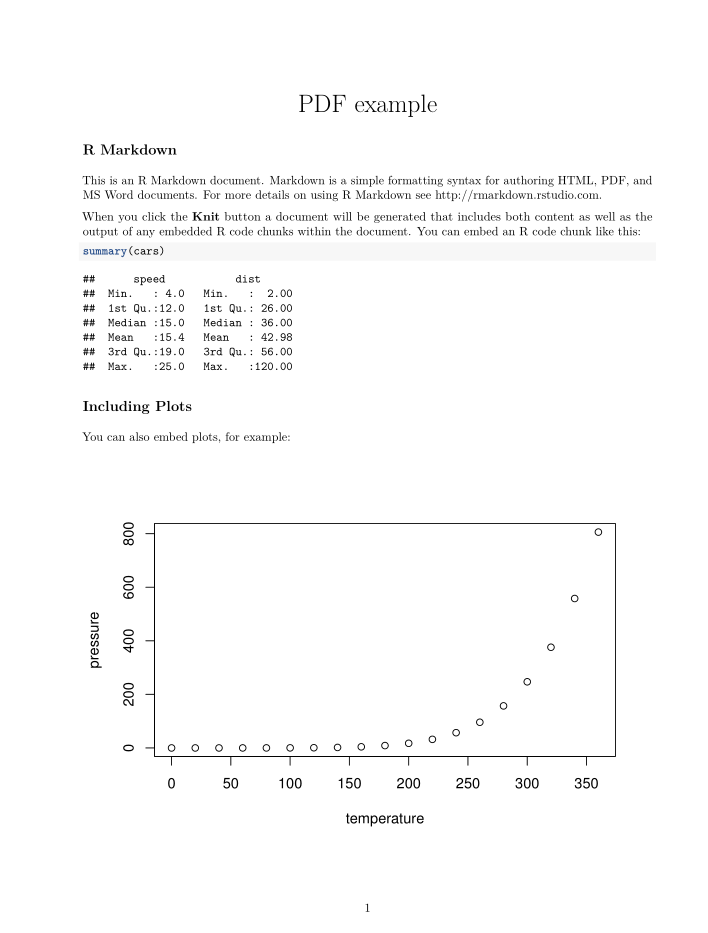 PDF example
R Markdown
This is an R Markdown document. Markdown is a simple formatting syntax for authoring HTML, PDF, and
MS Word documents. For more details on using R Markdown see http://rmarkdown.rstudio.com.
When you click the Knit button a document will be generated that includes both content as well as the
output of any embedded R code chunks within the document. You can embed an R code chunk like this:
summary(cars)
##      speed           dist
##  Min.   : 4.0   Min.   :  2.00
##  1st Qu.:12.0   1st Qu.: 26.00
##  Median :15.0   Median : 36.00
##  Mean   :15.4   Mean   : 42.98
##  3rd Qu.:19.0   3rd Qu.: 56.00
##  Max.   :25.0   Max.   :120.00
Including Plots
You can also embed plots, for example:
800
600
400
200
0
pressure
0 50 100 150 200 250 300 350
temperature
1